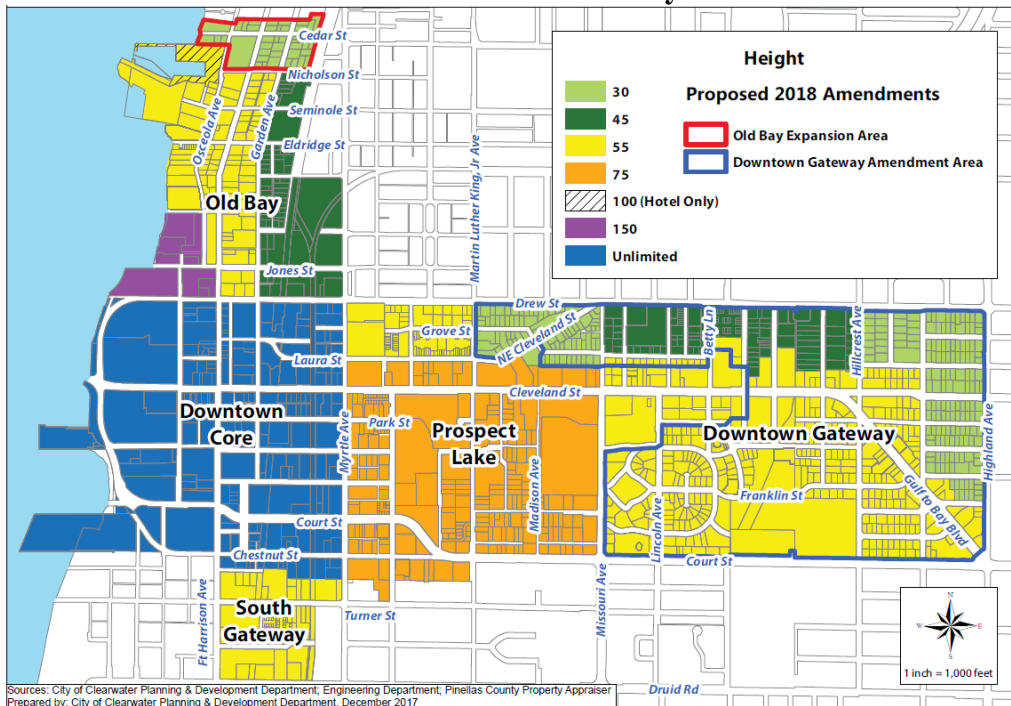 Height
30
45
55
75
100 (Hotel Only)
150
Unlimited
Proposed 2018 Amendments
Old Bay Expansion Area
Downtown Gateway Amendment Area
Cedar St
Nicholson St
Seminole St
Eldridge St
Osceola Ave
Garden Ave
Old Bay
Jones St
Martin Luther King, Jr Ave
Drew St
Grove St
NE Cleveland St
Betty Ln
Hillcrest Ave
Laura St
Cleveland St
Downtown
Core
Myrtle Ave
Park St
Prospect
Lake
Madison Ave
Downtown Gateway
Highland Ave
Franklin St
Gulf to Bay Blvd
Lincoln Ave
Court St
Court St
Chestnut St
Ft Harrison Ave
South
Gateway
Turner St
Missouri Ave
Druid Rd
N
W
E
S
1 inch = 1,000 feet
Sources: City of Clearwater Planning & Development Department; Engineering Department; Pinellas County Property Appraiser
Prepared by: City of Clearwater Planning & Development Department, December 2017